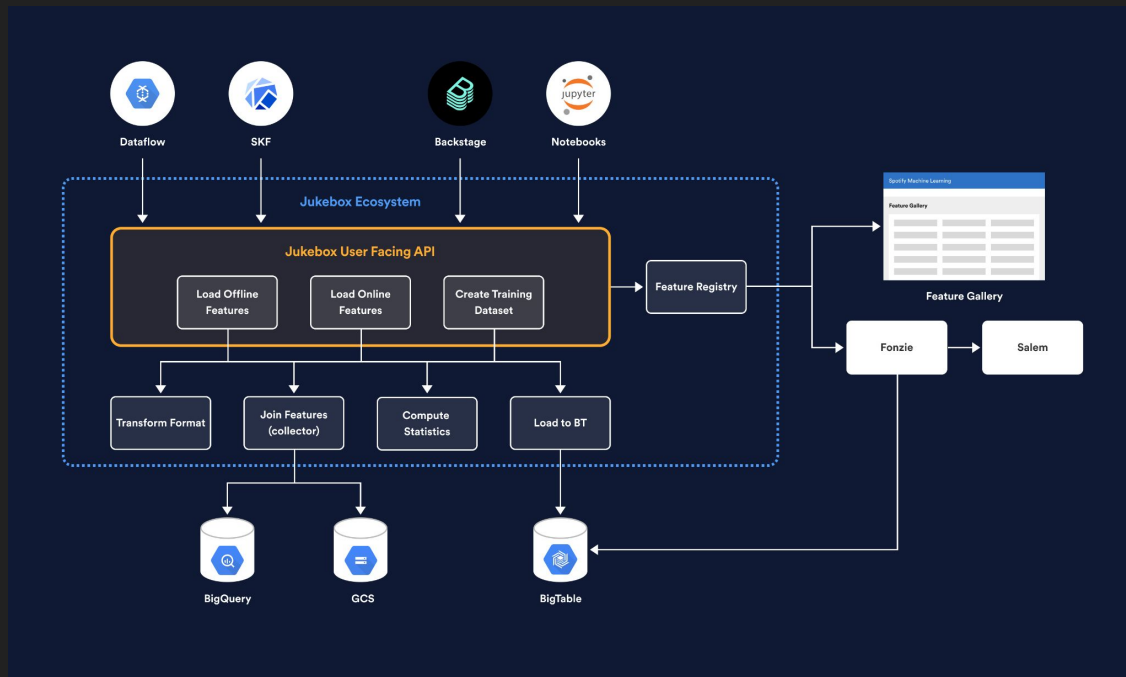 Dataflow
SKF
Backstage
jupyter
Notebooks
Jukebox Ecosystem
Jukebox User Facing API
Load Offline
Features
Load Online
Features
Create Training
Dataset
Feature Registry
Spotify Machine Learning
Feature Gallery
Feature Gallery
Fonzie
Salem
Transform Format
Join Features
(collector)
Compute
Statistics
Load to BT
BigQuery
GCS
BigTable